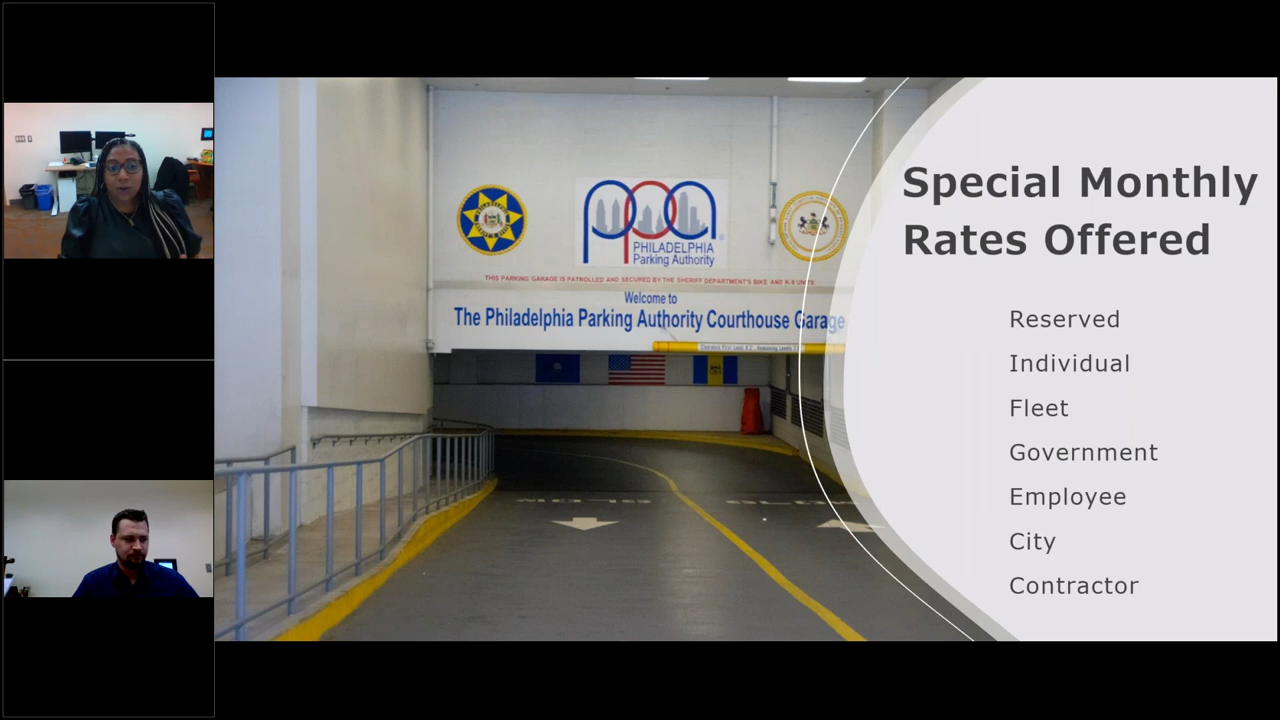 PHILADELPHIA
Parking Authority
THIS PARKING GARAGE IS PATROLLED AND SECURED BY THE SHERIFF DEPARTMENT'S BIKE AND K-9 UNITS
Welcome to
The Philadelphia Parking Authority Courthouse Garage
Special Monthly
Rates Offered
Reserved
Individual
Fleet
Government
Employee
City
Contractor